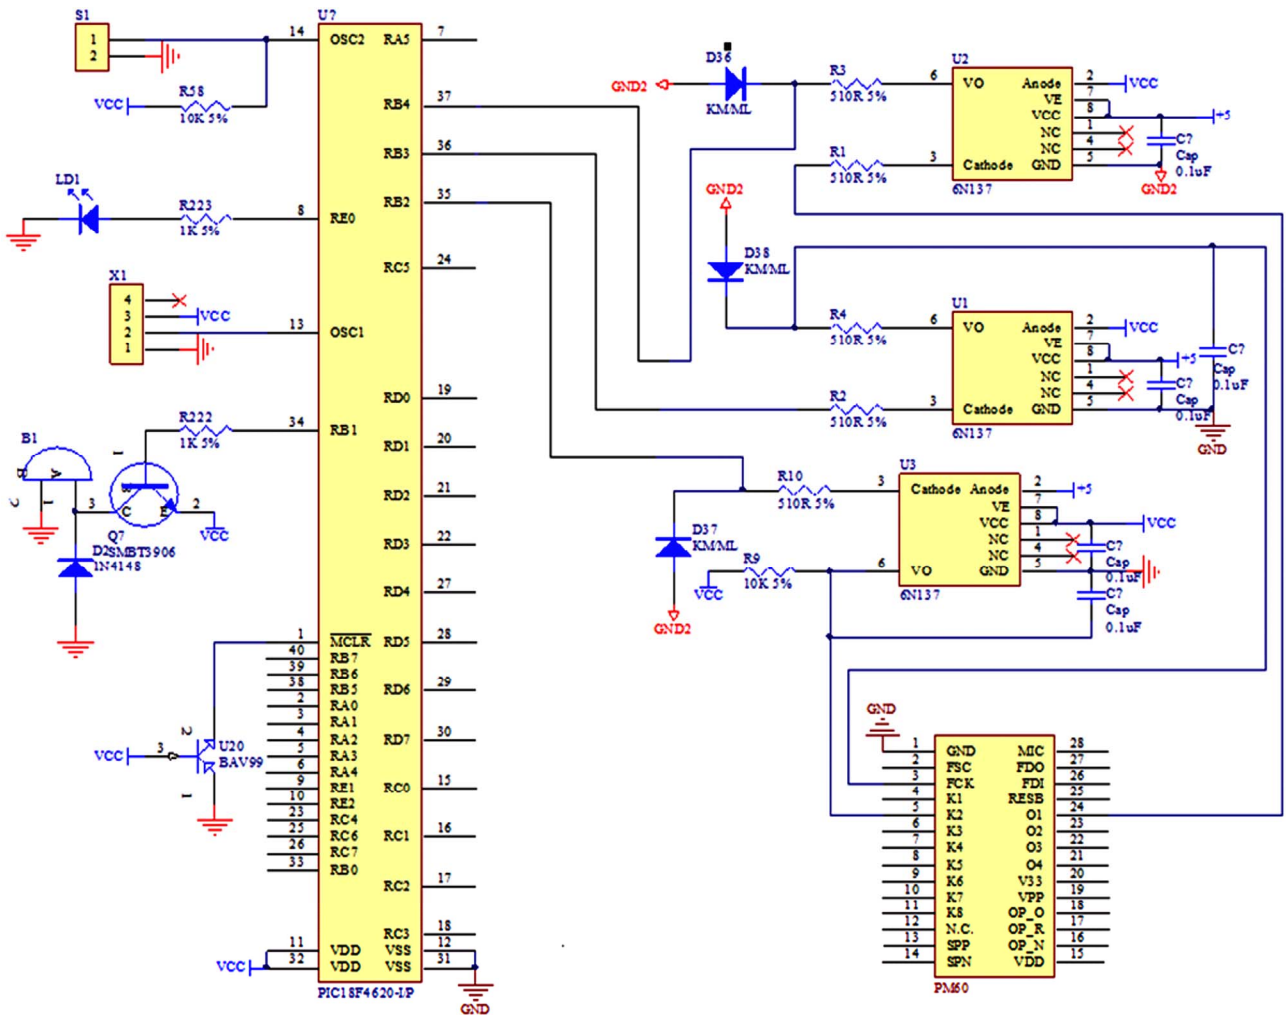 S1
1
2
VCC
R58
10K 5%
LD1
R223
1K 5%
X1
4
3
2
1
VCC
R222
1K 5%
B1
B
A
2
1
1
B
C
E
3
2
VCC
Q7
SMBT3906
D2
1N4148
VCC
3
2
1
U20
BAV99
VCC
U?
14 OSC2
8 RE0
13 OSC1
34 RB1
1 MCLR
40 RB7
39 RB6
38 RB5
2 RA0
3 RA1
4 RA2
5 RA3
6 RA4
9 RE1
10 RE2
23 RC4
25 RC6
26 RC7
33 RB0
11 VDD
32 VDD
RA5 7
RB4 37
RB3 36
RB2 35
RC5 24
RD0 19
RD1 20
RD2 21
RD3 22
RD4 27
RD5 28
RD6 29
RD7 30
RC0 15
RC1 16
RC2 17
RC3 18
VSS 12
VSS 31
PIC18F4620-I/P
GND
D36
GND2
KM/ML
R3
510R 5%
R1
510R 5%
U2
6 VO
3 Cathode
Anode 2
VE 7
VCC 8
NC 1
NC 4
GND 5
6N137
VCC
+5
C?
Cap
0.1uF
GND2
GND2
D38
KM/ML
R4
510R 5%
R2
510R 5%
U1
6 VO
3 Cathode
Anode 2
VE 7
VCC 8
NC 1
NC 4
GND 5
6N137
VCC
+5
C?
Cap
0.1uF
C?
Cap
0.1uF
GND
R10
510R 5%
D37
KM/ML
GND2
R9
10K 5%
VCC
U3
3 Cathode
6 VO
Anode 2
VE 7
VCC 8
NC 1
NC 4
GND 5
6N137
+5
VCC
C?
Cap
0.1uF
C?
Cap
0.1uF
GND
1 GND
2 FSC
3 FCK
4 K1
5 K2
6 K3
7 K4
8 K5
9 K6
10 K7
11 K8
12 N.C.
13 SPP
14 SPN
MIC 28
FDO 27
FDI 26
RESB 25
O1 24
O2 23
O3 22
O4 21
V33 20
VPP 19
OP_O 18
OP_R 17
OP_N 16
VDD 15
PM60